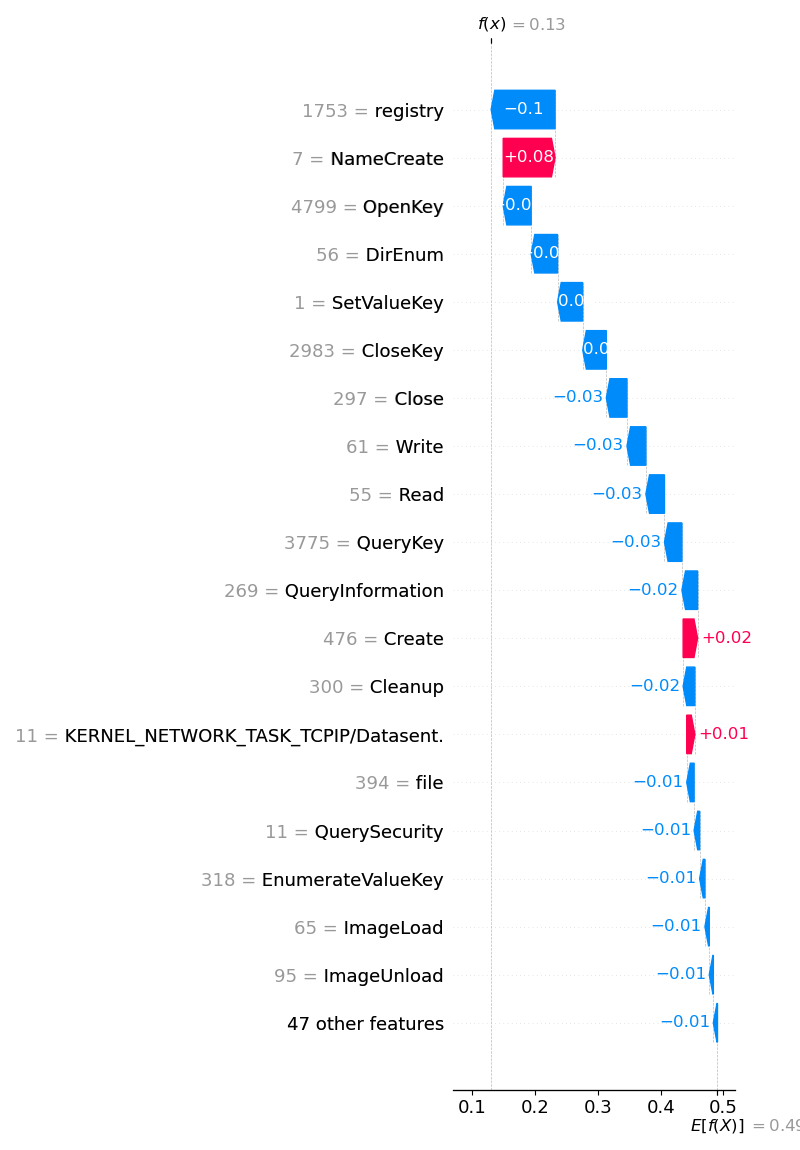 f(x) = 0.13
1753 = registry −0.1
7 = NameCreate +0.08
4799 = OpenKey
56 = DirEnum
1 = SetValueKey
2983 = CloseKey
297 = Close −0.03
61 = Write −0.03
55 = Read −0.03
3775 = QueryKey −0.03
269 = QueryInformation −0.02
476 = Create +0.02
300 = Cleanup −0.02
11 = KERNEL_NETWORK_TASK_TCPIP/Datasent. +0.01
394 = file −0.01
11 = QuerySecurity −0.01
318 = EnumerateValueKey −0.01
65 = ImageLoad −0.01
95 = ImageUnload −0.01
47 other features −0.01
0.1 0.2 0.3 0.4 0.5
E[f(X)] = 0.49